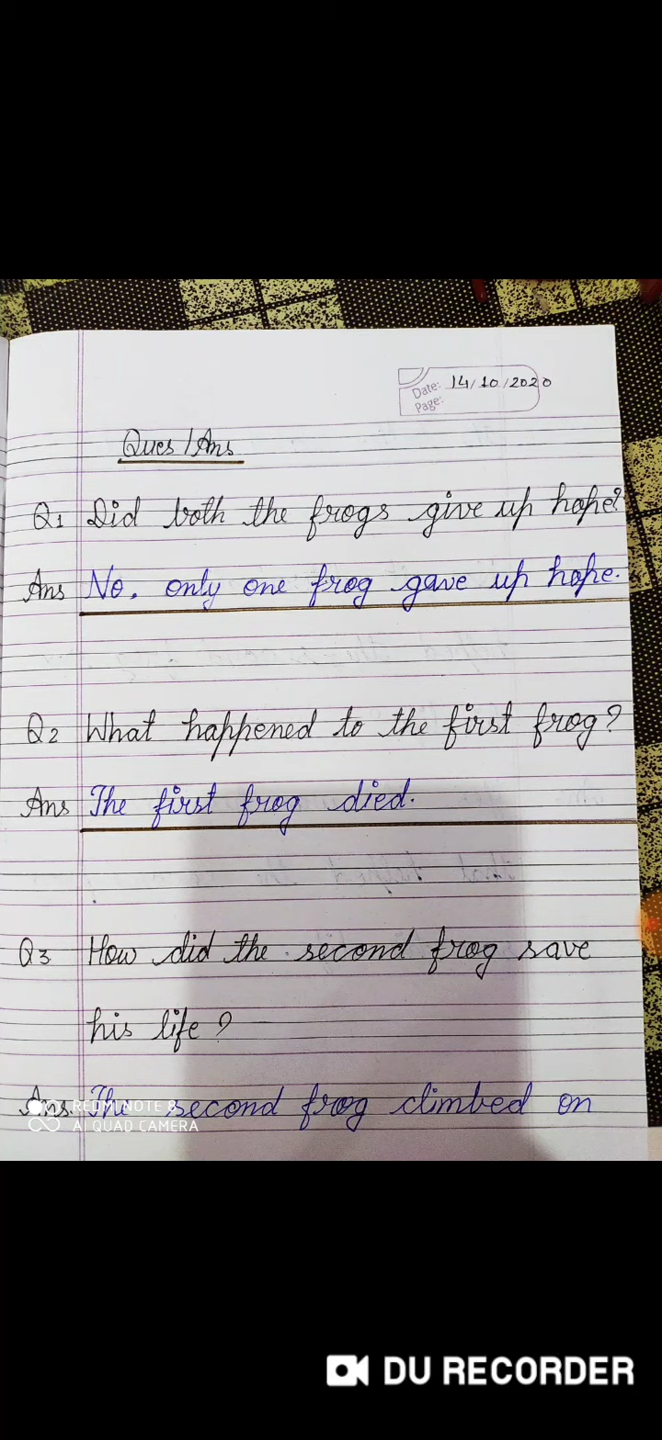 Date: 14/10/2020
Page:
Ques/Ans
Q1 Did both the frogs give up hope?
Ans No, only one frog gave up hope.
Q2 What happened to the first frog?
Ans The first frog died.
Q3 How did the second frog save
his life?
Ans. The second frog climbed on
REDMI NOTE 8
AI QUAD CAMERA
DU RECORDER